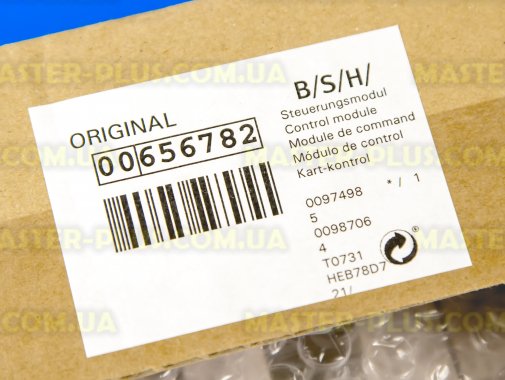 MASTER-PLUS.COM.UA
B/S/H/
ORIGINAL
00656782
Steuerungsmodul
Control module
Module de command
Módulo de control
Kart-kontrol
0097498 * / 1
5
0098706
4
T0731
HEB78D7
21/